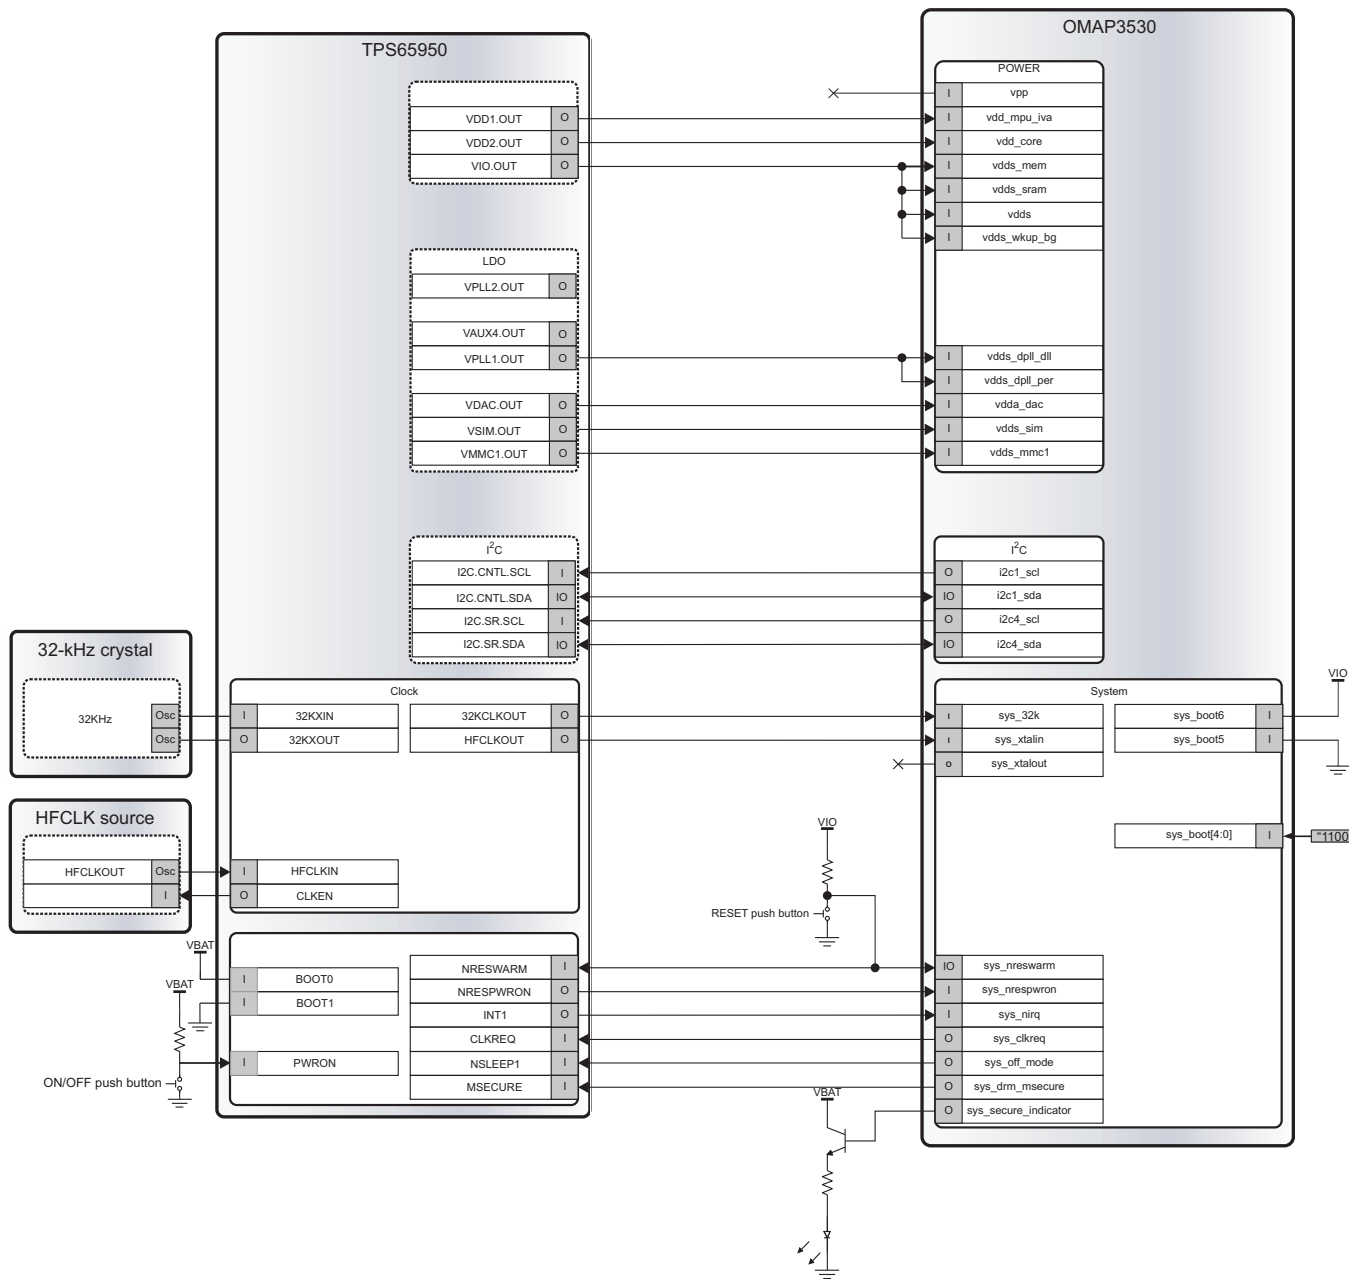 TPS65950
VDD1.OUT O
VDD2.OUT O
VIO.OUT O
LDO
VPLL2.OUT O
VAUX4.OUT O
VPLL1.OUT O
VDAC.OUT O
VSIM.OUT O
VMMC1.OUT O
I2C
I2C.CNTL.SCL I
I2C.CNTL.SDA IO
I2C.SR.SCL I
I2C.SR.SDA IO
32-kHz crystal
32KHz Osc
Osc
Clock
I 32KXIN
O 32KXOUT
32KCLKOUT O
HFCLKOUT O
HFCLK source
HFCLKOUT Osc
I
I HFCLKIN
O CLKEN
VBAT
VBAT
I BOOT0
I BOOT1
I PWRON
ON/OFF push button
NRESWARM I
NRESPWRON O
INT1 O
CLKREQ I
NSLEEP1 I
MSECURE I
VIO
RESET push button
VBAT
OMAP3530
POWER
I vpp
I vdd_mpu_iva
I vdd_core
I vdds_mem
I vdds_sram
I vdds
I vdds_wkup_bg
I vdds_dpll_dll
I vdds_dpll_per
I vdda_dac
I vdds_sim
I vdds_mmc1
I2C
O i2c1_scl
IO i2c1_sda
O i2c4_scl
IO i2c4_sda
System
I sys_32k
I sys_xtalin
o sys_xtalout
sys_boot6 I
sys_boot5 I
VIO
sys_boot[4:0] I
"1100
IO sys_nreswarm
I sys_nrespwron
I sys_nirq
O sys_clkreq
O sys_off_mode
O sys_drm_msecure
O sys_secure_indicator